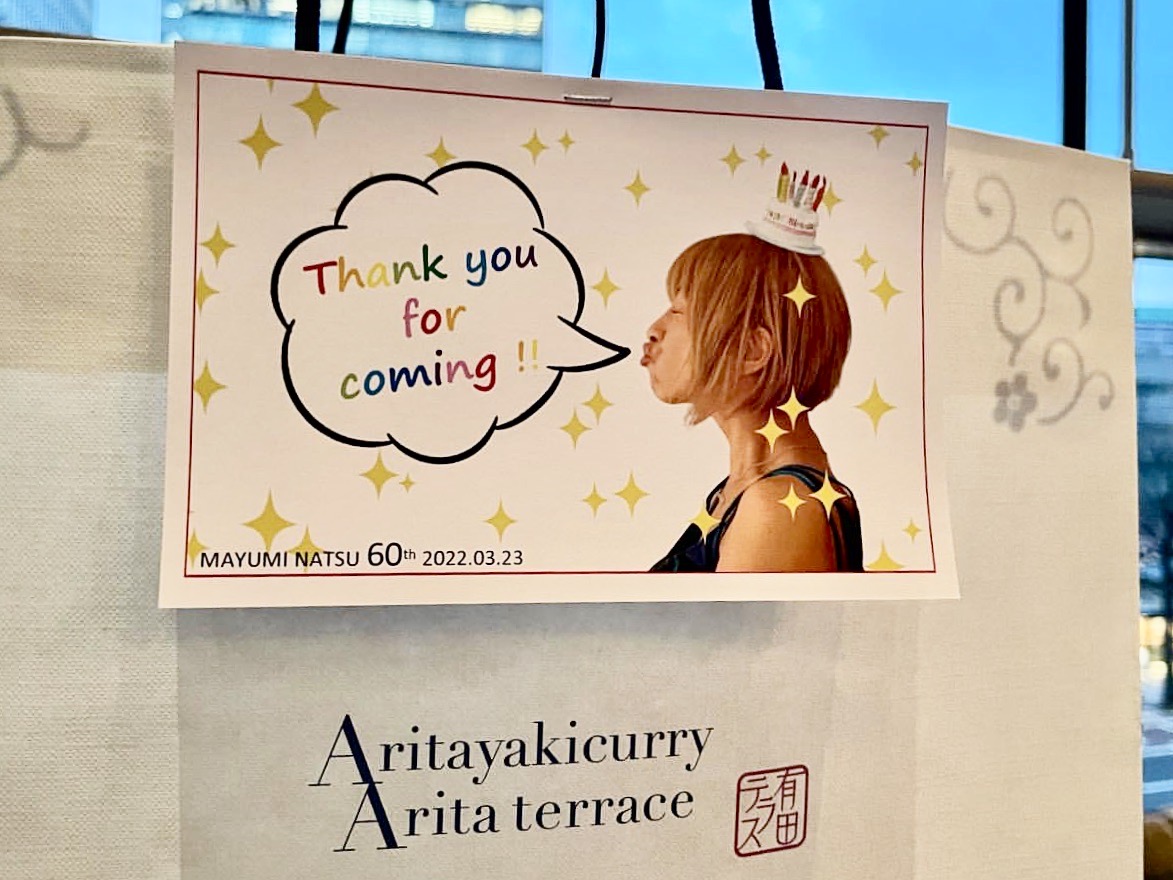 Thank you
for
coming !!
MAYUMI NATSU 60th 2022.03.23
Aritayakicurry
Arita terrace
有田
テラス